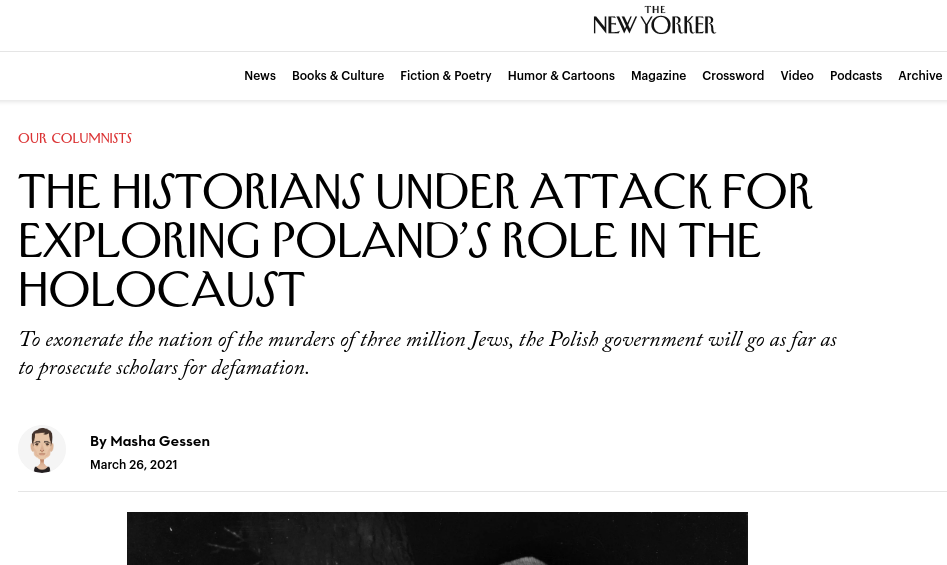 THE
NEW YORKER
News Books & Culture Fiction & Poetry Humor & Cartoons Magazine Crossword Video Podcasts Archive
OUR COLUMNISTS
THE HISTORIANS UNDER ATTACK FOR
EXPLORING POLAND’S ROLE IN THE
HOLOCAUST
To exonerate the nation of the murders of three million Jews, the Polish government will go as far as
to prosecute scholars for defamation.
By Masha Gessen
March 26, 2021